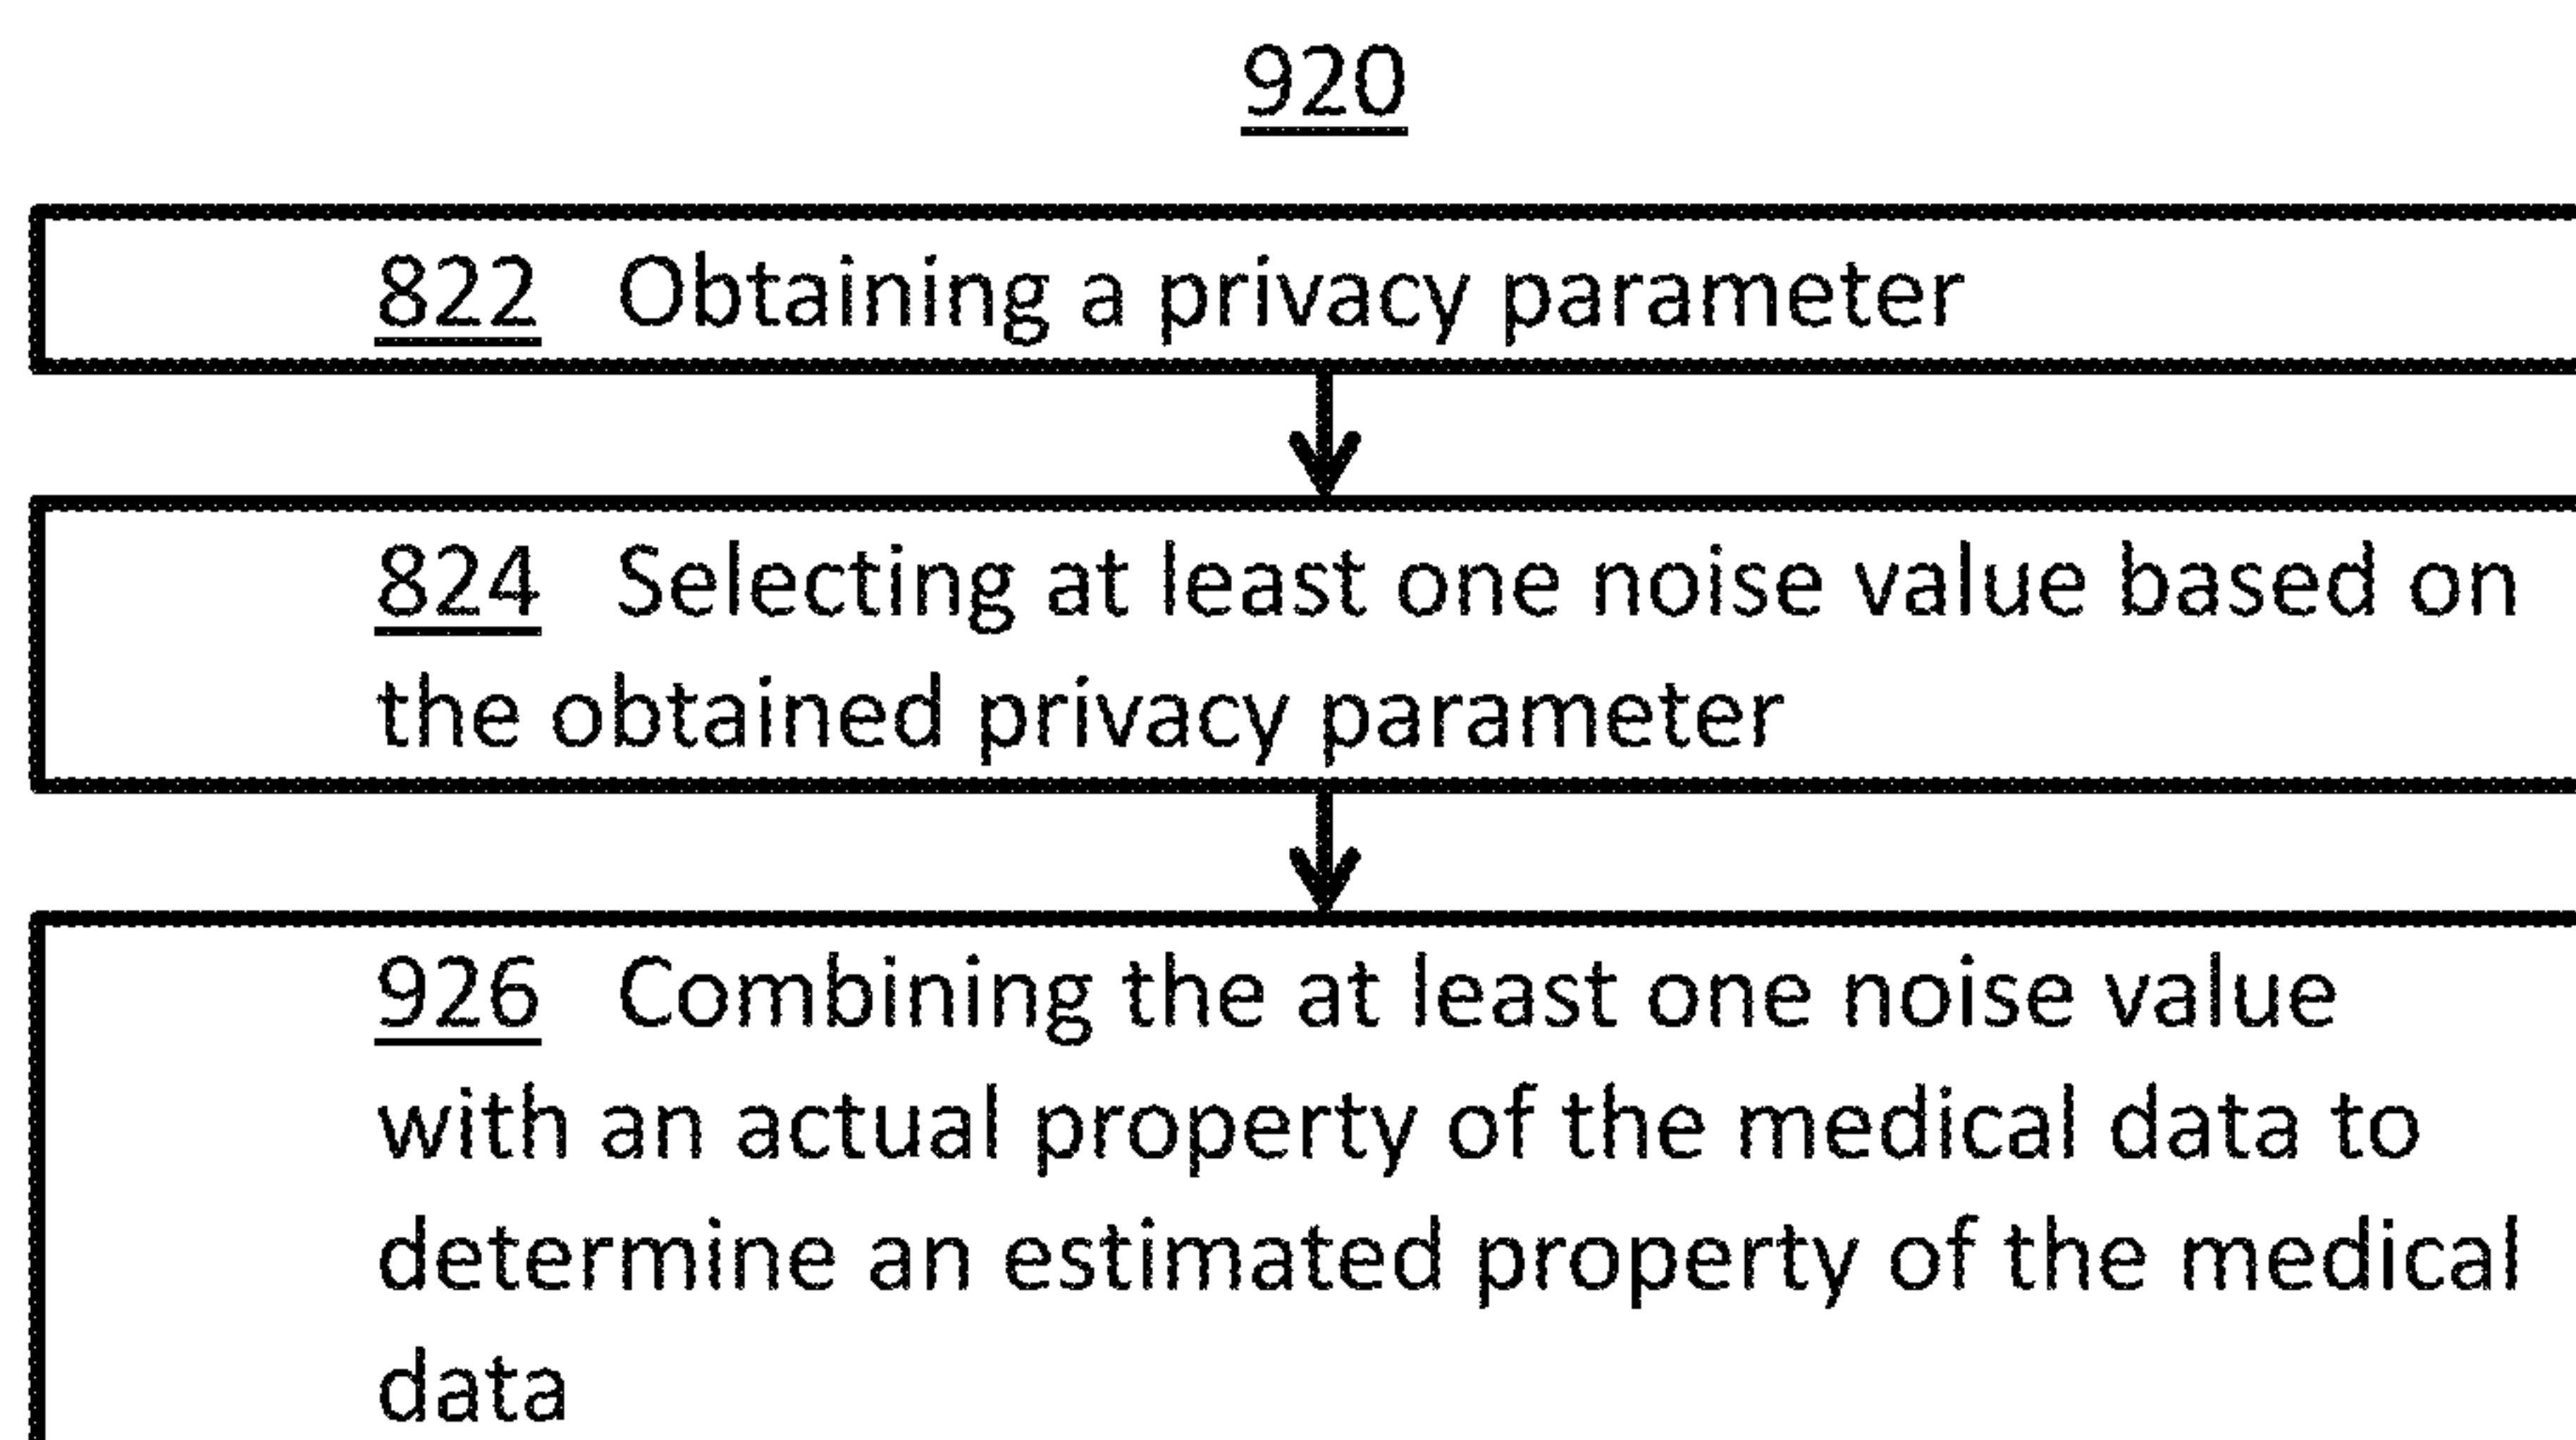 920
822 Obtaining a privacy parameter
824 Selecting at least one noise value based on
the obtained privacy parameter
926 Combining the at least one noise value
with an actual property of the medical data to
determine an estimated property of the medical
data